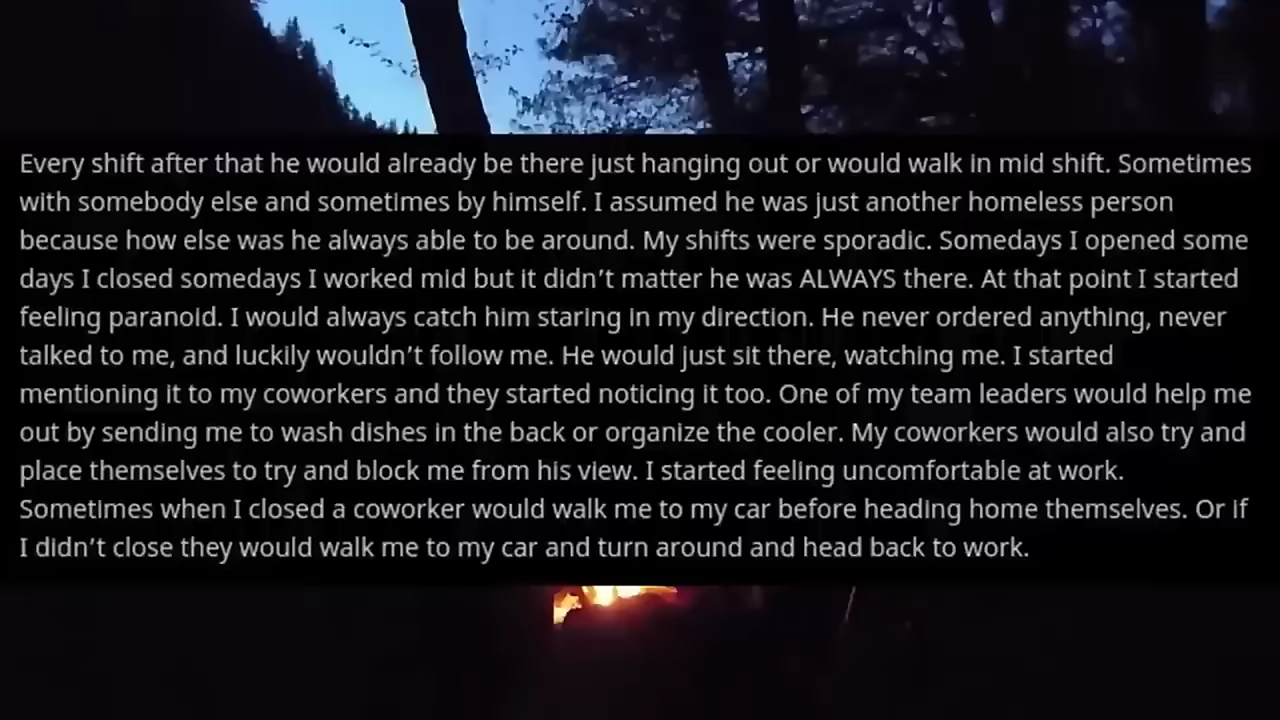 Every shift after that he would already be there just hanging out or would walk in mid shift. Sometimes
with somebody else and sometimes by himself. I assumed he was just another homeless person
because how else was he always able to be around. My shifts were sporadic. Somedays I opened some
days I closed somedays I worked mid but it didn’t matter he was ALWAYS there. At that point I started
feeling paranoid. I would always catch him staring in my direction. He never ordered anything, never
talked to me, and luckily wouldn’t follow me. He would just sit there, watching me. I started
mentioning it to my coworkers and they started noticing it too. One of my team leaders would help me
out by sending me to wash dishes in the back or organize the cooler. My coworkers would also try and
place themselves to try and block me from his view. I started feeling uncomfortable at work.
Sometimes when I closed a coworker would walk me to my car before heading home themselves. Or if
I didn’t close they would walk me to my car and turn around and head back to work.